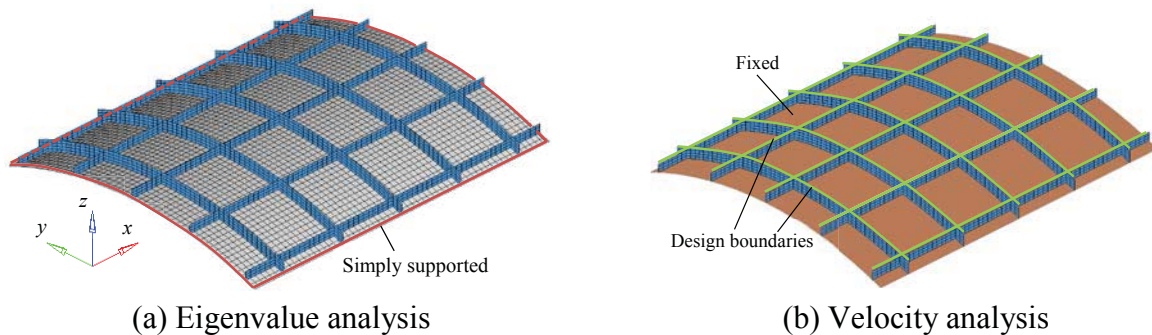 z
y
x
Simply supported
(a) Eigenvalue analysis
Fixed
Design boundaries
(b) Velocity analysis